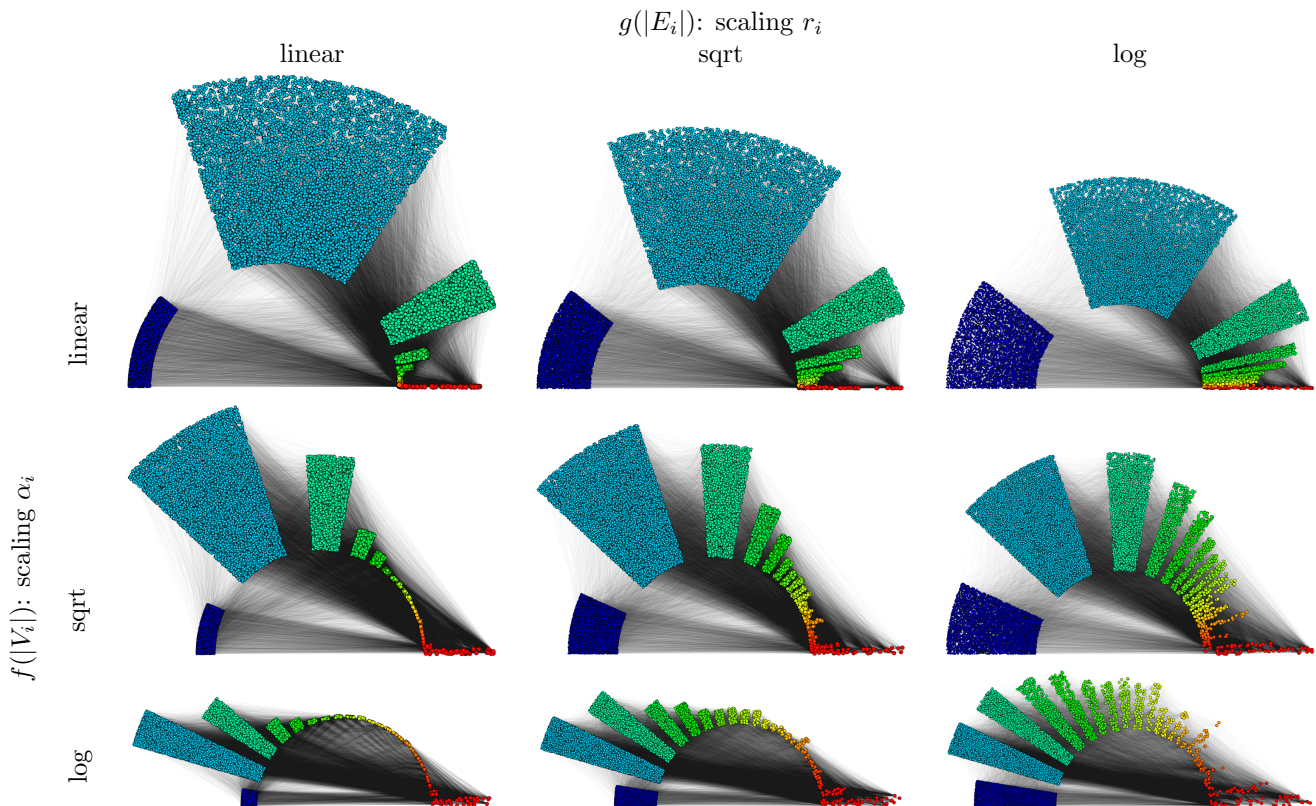 g(|E_i|): scaling r_i
linear sqrt log
linear
sqrt
log
f(|V_i|): scaling α_i